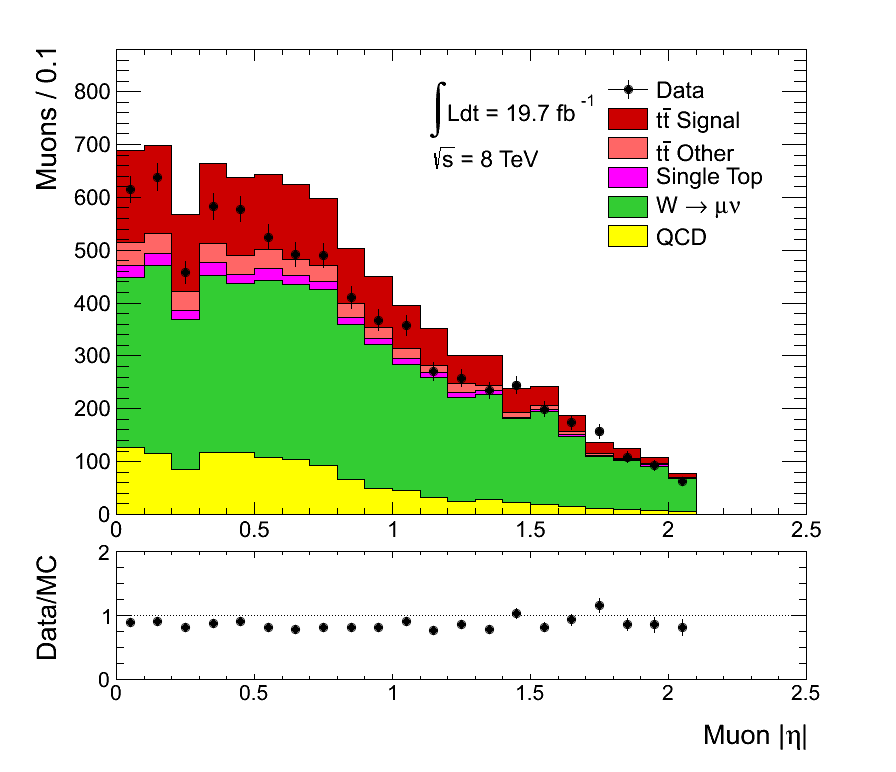 Muons / 0.1
800
700
600
500
400
300
200
100
0
∫Ldt = 19.7 fb⁻¹
√s = 8 TeV
Data
tt̄ Signal
tt̄ Other
Single Top
W → μν
QCD
0 0.5 1 1.5 2 2.5
Data/MC
2
1
0
0 0.5 1 1.5 2 2.5
Muon |η|